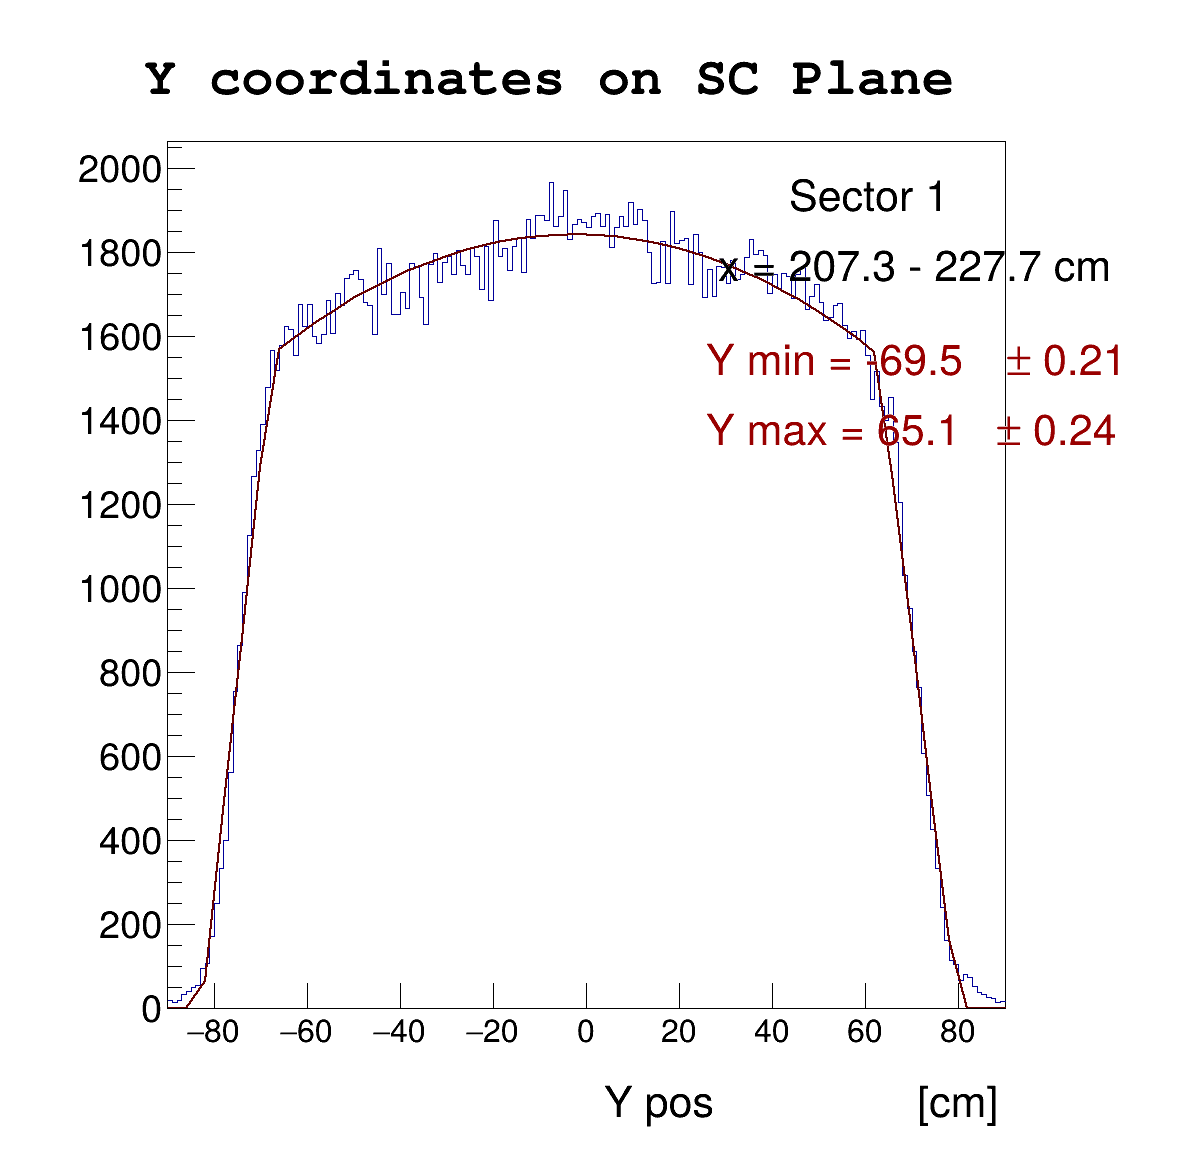 Y coordinates on SC Plane
Sector 1
x = 207.3 - 227.7 cm
Y min = -69.5 ± 0.21
Y max = 65.1 ± 0.24
2000
1800
1600
1400
1200
1000
800
600
400
200
0
−80 −60 −40 −20 0 20 40 60 80
Y pos [cm]